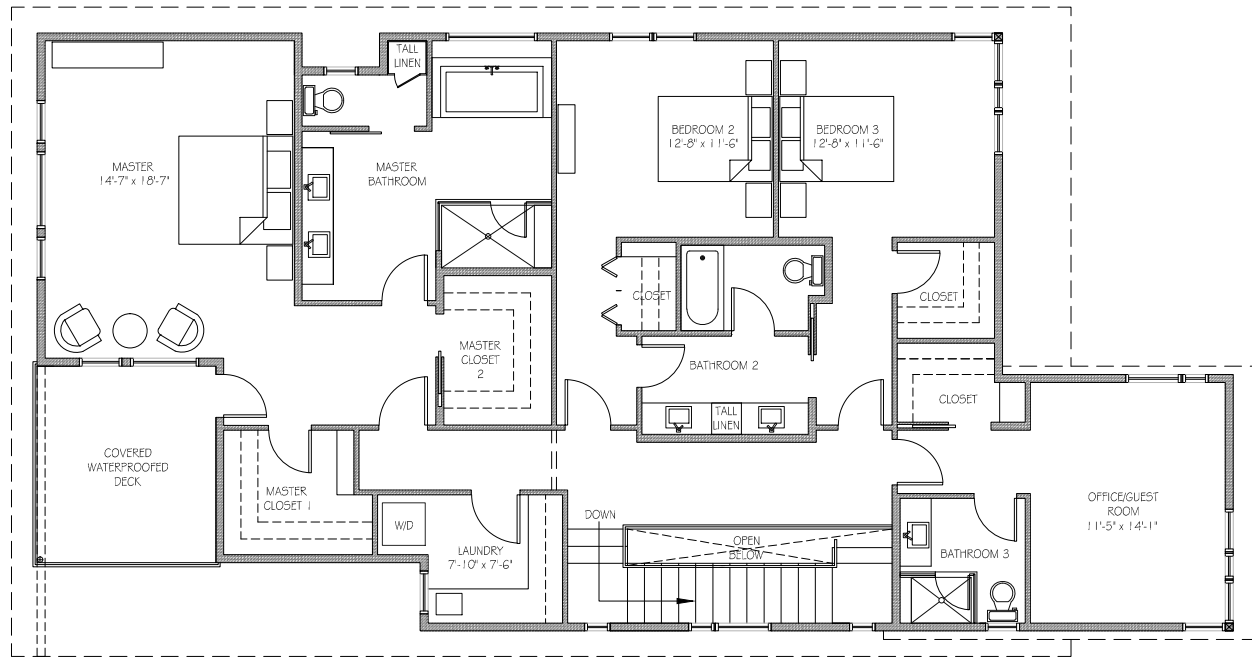 TALL
LINEN
MASTER
14'-7" x 18'-7"
MASTER
BATHROOM
BEDROOM 2
12'-8" x 11'-6"
BEDROOM 3
12'-8" x 11'-6"
CLOSET
CLOSET
MASTER
CLOSET
2
BATHROOM 2
CLOSET
TALL
LINEN
COVERED
WATERPROOFED
DECK
MASTER
CLOSET 1
W/D
LAUNDRY
7'-10" x 7'-6"
DOWN
OPEN
BELOW
BATHROOM 3
OFFICE/GUEST
ROOM
11'-5" x 14'-1"